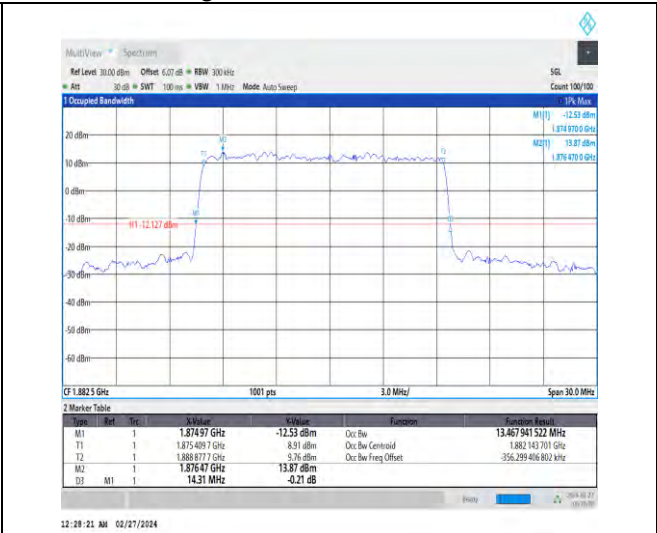 MultiView Spectrum
Ref Level 30.00 dBm Offset 6.07 dB RBW 300 kHz SGL
Att 30 dB SWT 100 ms VBW 1 MHz Mode Auto Sweep Count 100/100
1 Occupied Bandwidth 1Pk Max
M1[1] -12.53 dBm
1.874 970 0 GHz
M2[1] 13.87 dBm
1.876 470 0 GHz
20 dBm
M2
T1
T2
10 dBm
0 dBm
-10 dBm
M1
H1 -12.127 dBm
-20 dBm
-30 dBm
-40 dBm
-50 dBm
-60 dBm
CF 1.882 5 GHz 1001 pts 3.0 MHz/ Span 30.0 MHz
2 Marker Table
Type Ref Trc X-Value Y-Value Function Function Result
M1 1 1.874 97 GHz -12.53 dBm Occ Bw 13.467 941 522 MHz
T1 1 1.875 409 7 GHz 8.91 dBm Occ Bw Centroid 1.882 143 701 GHz
T2 1 1.888 877 7 GHz 9.76 dBm Occ Bw Freq Offset -356.299 406 802 kHz
M2 1 1.876 47 GHz 13.87 dBm
D3 M1 1 14.31 MHz -0.21 dB
12:28:21 AM 02/27/2024